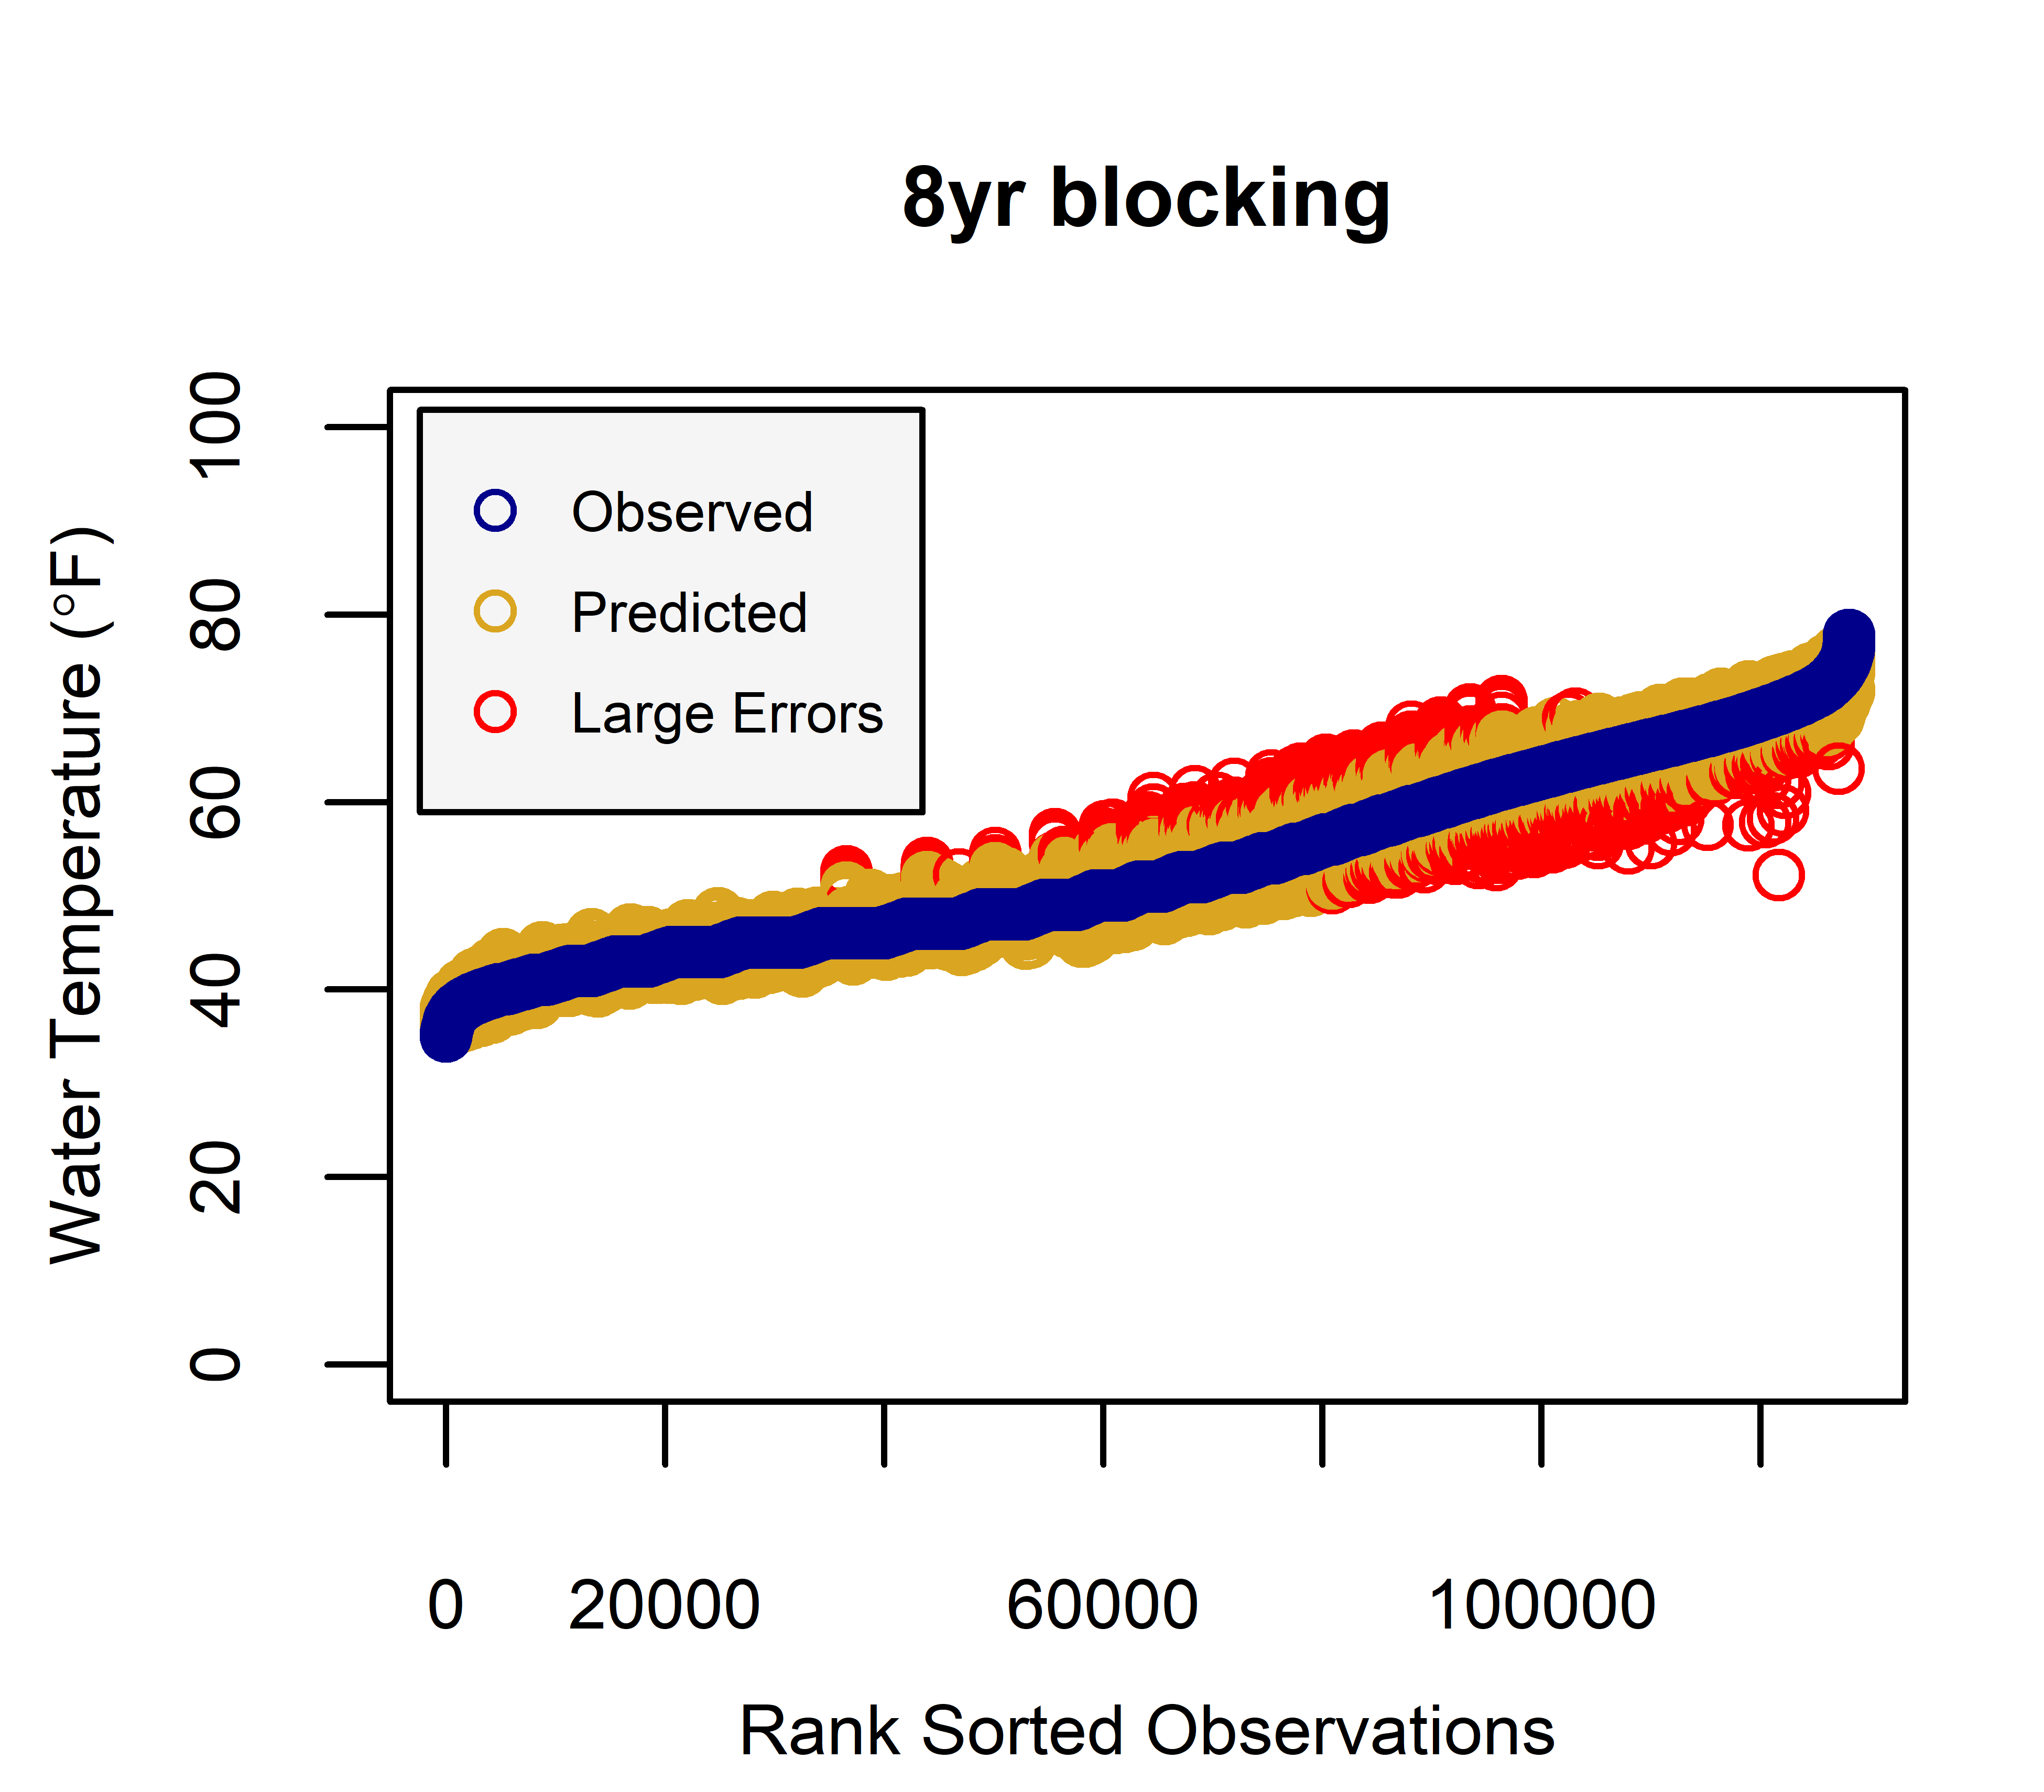 8yr blocking
Observed
Predicted
Large Errors
Water Temperature (°F)
100
80
60
40
20
0
0 20000 60000 100000
Rank Sorted Observations